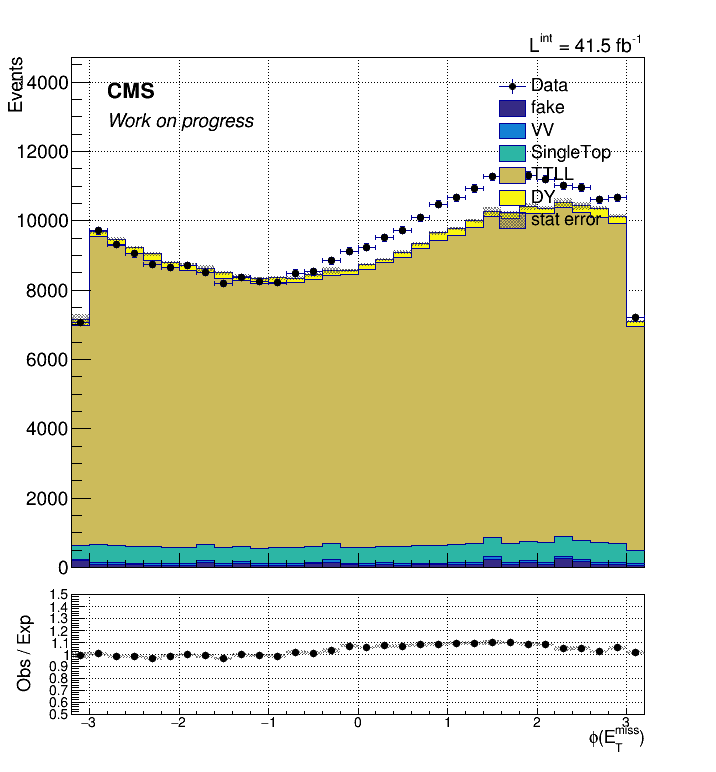 L^int = 41.5 fb^-1
Events
CMS
Work on progress
Data
fake
VV
SingleTop
TTLL
DY
stat error
14000
12000
10000
8000
6000
4000
2000
0
Obs / Exp
1.5
1.4
1.3
1.2
1.1
1
0.9
0.8
0.7
0.6
0.5
−3 −2 −1 0 1 2 3
ϕ(E_T^miss)